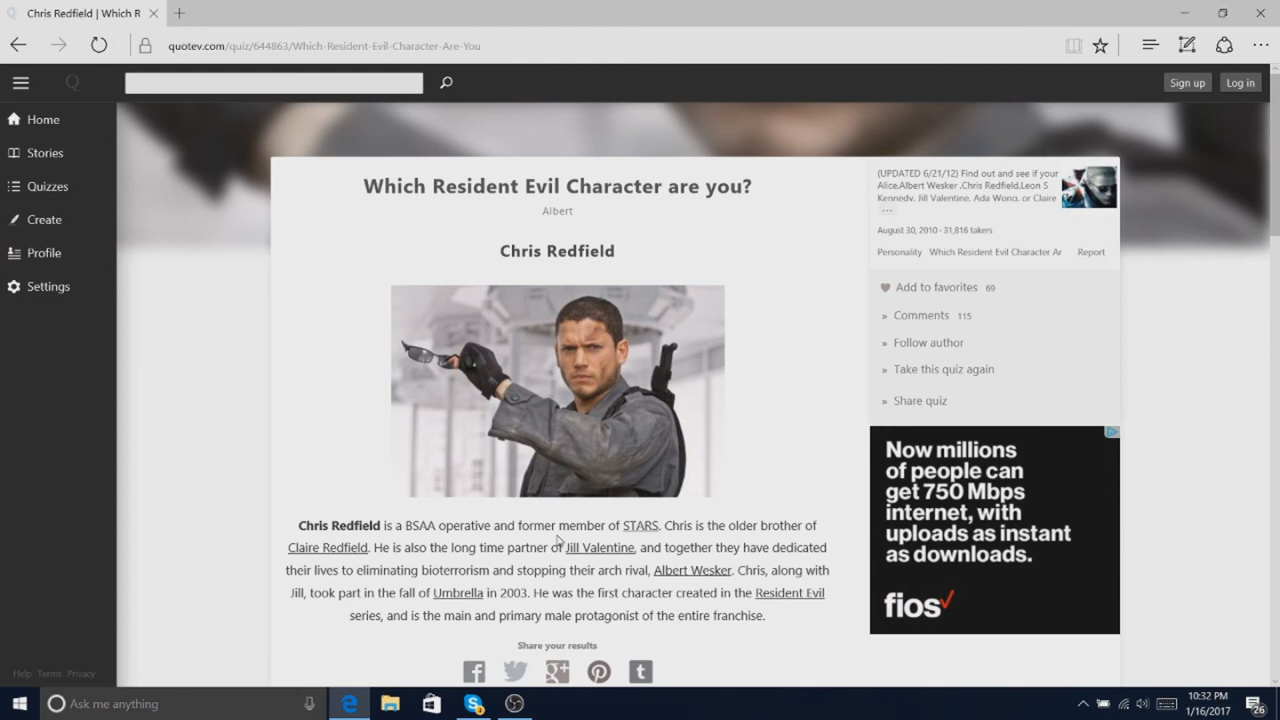 Chris Redfield | Which R
quotev.com/quiz/644863/Which-Resident-Evil-Character-Are-You
Q
Sign up
Log in
Home
Stories
Quizzes
Create
Profile
Settings
Help Terms Privacy
Which Resident Evil Character are you?
Albert
Chris Redfield
Chris Redfield is a BSAA operative and former member of STARS. Chris is the older brother of
Claire Redfield. He is also the long time partner of Jill Valentine, and together they have dedicated
their lives to eliminating bioterrorism and stopping their arch rival, Albert Wesker. Chris, along with
Jill, took part in the fall of Umbrella in 2003. He was the first character created in the Resident Evil
series, and is the main and primary male protagonist of the entire franchise.
Share your results
(UPDATED 6/21/12) Find out and see if your
Alice,Albert Wesker ,Chris Redfield,Leon S
Kennedy, Jill Valentine, Ada Wong, or Claire
...
August 30, 2010 · 31,816 takers
Personality Which Resident Evil Character Ar Report
Add to favorites 69
» Comments 115
» Follow author
» Take this quiz again
» Share quiz
Now millions
of people can
get 750 Mbps
internet, with
uploads as instant
as downloads.
fios
Ask me anything
10:32 PM
1/16/2017
26